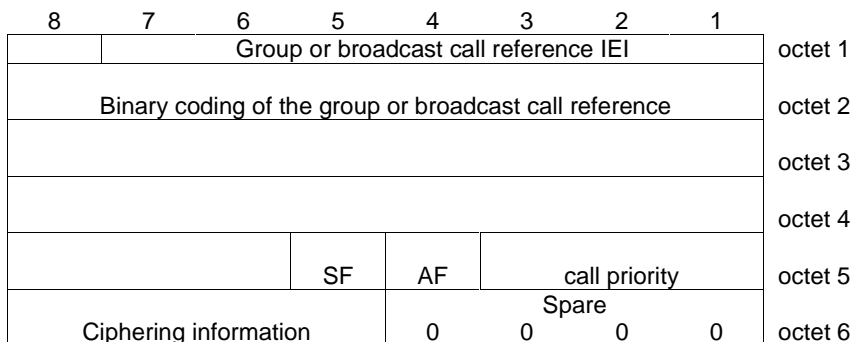 8 7 6 5 4 3 2 1
Group or broadcast call reference IEI octet 1
Binary coding of the group or broadcast call reference octet 2
octet 3
octet 4
SF AF call priority octet 5
Spare
Ciphering information 0 0 0 0 octet 6